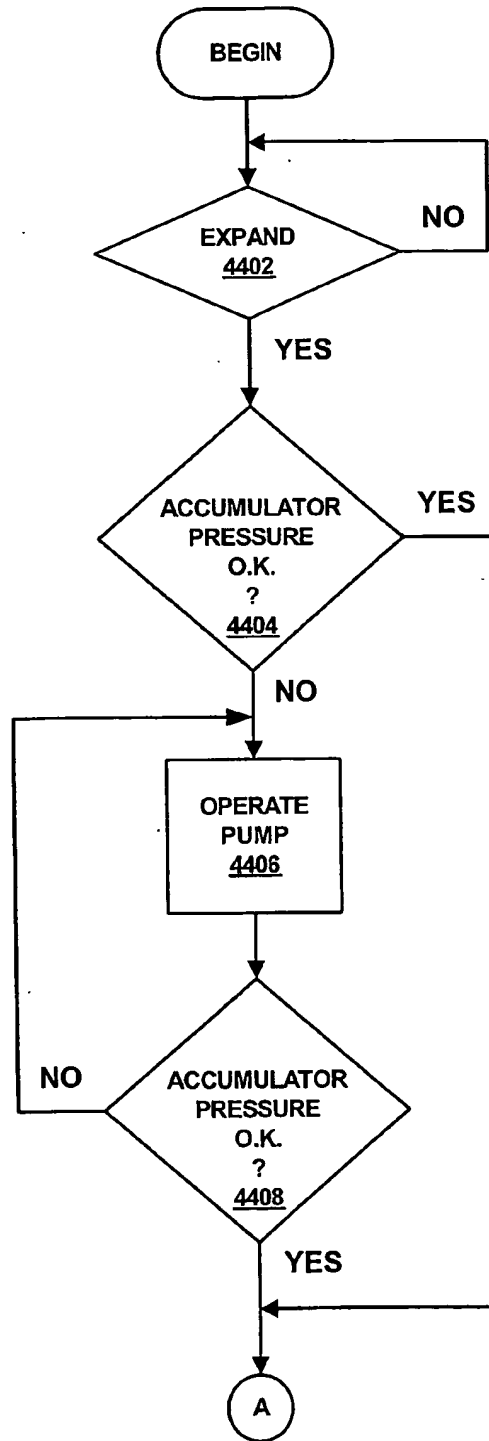 BEGIN
NO
EXPAND
4402
YES
ACCUMULATOR
PRESSURE
O.K.
?
4404
YES
NO
OPERATE
PUMP
4406
NO
ACCUMULATOR
PRESSURE
O.K.
?
4408
YES
A